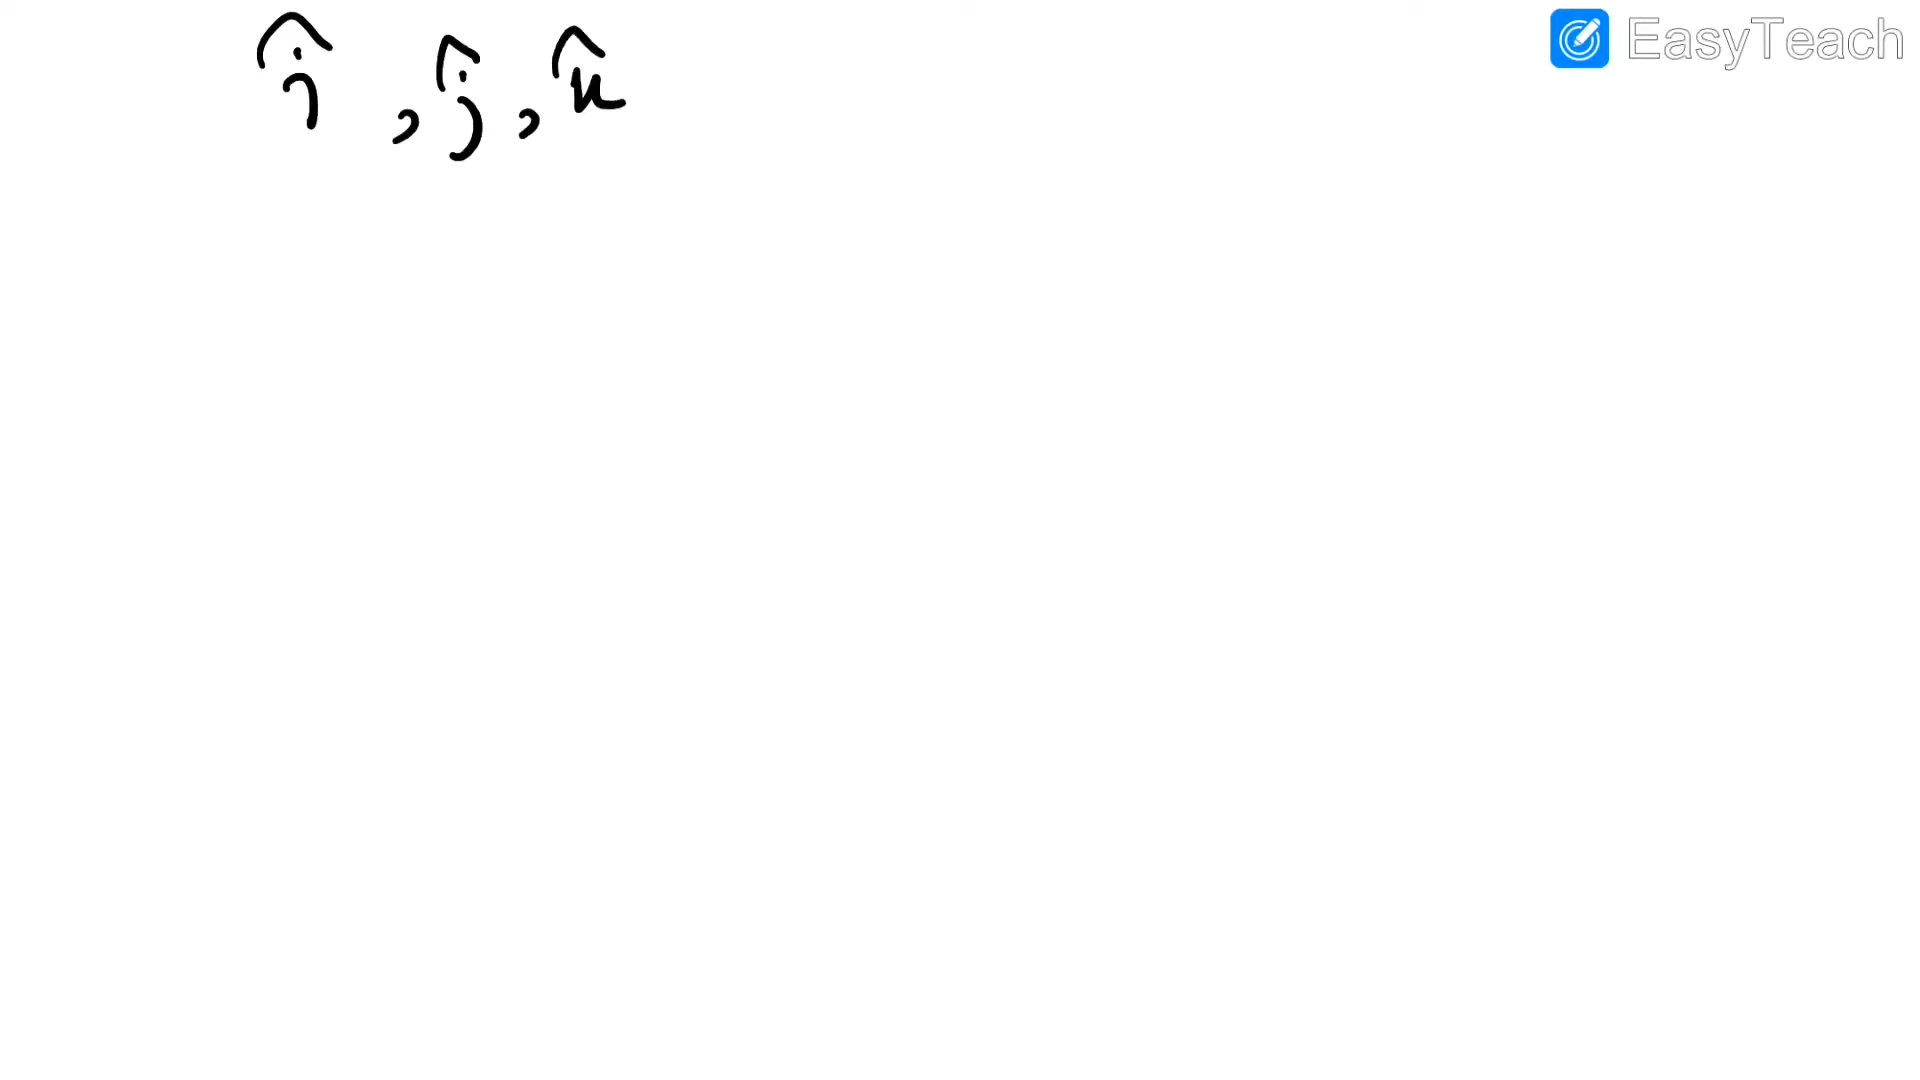 î , ĵ , k̂
EasyTeach